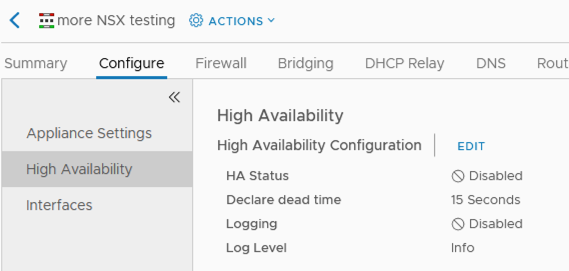 more NSX testing ACTIONS
Summary Configure Firewall Bridging DHCP Relay DNS Rout
Appliance Settings
High Availability
Interfaces
High Availability
High Availability Configuration EDIT
HA Status Disabled
Declare dead time 15 Seconds
Logging Disabled
Log Level Info